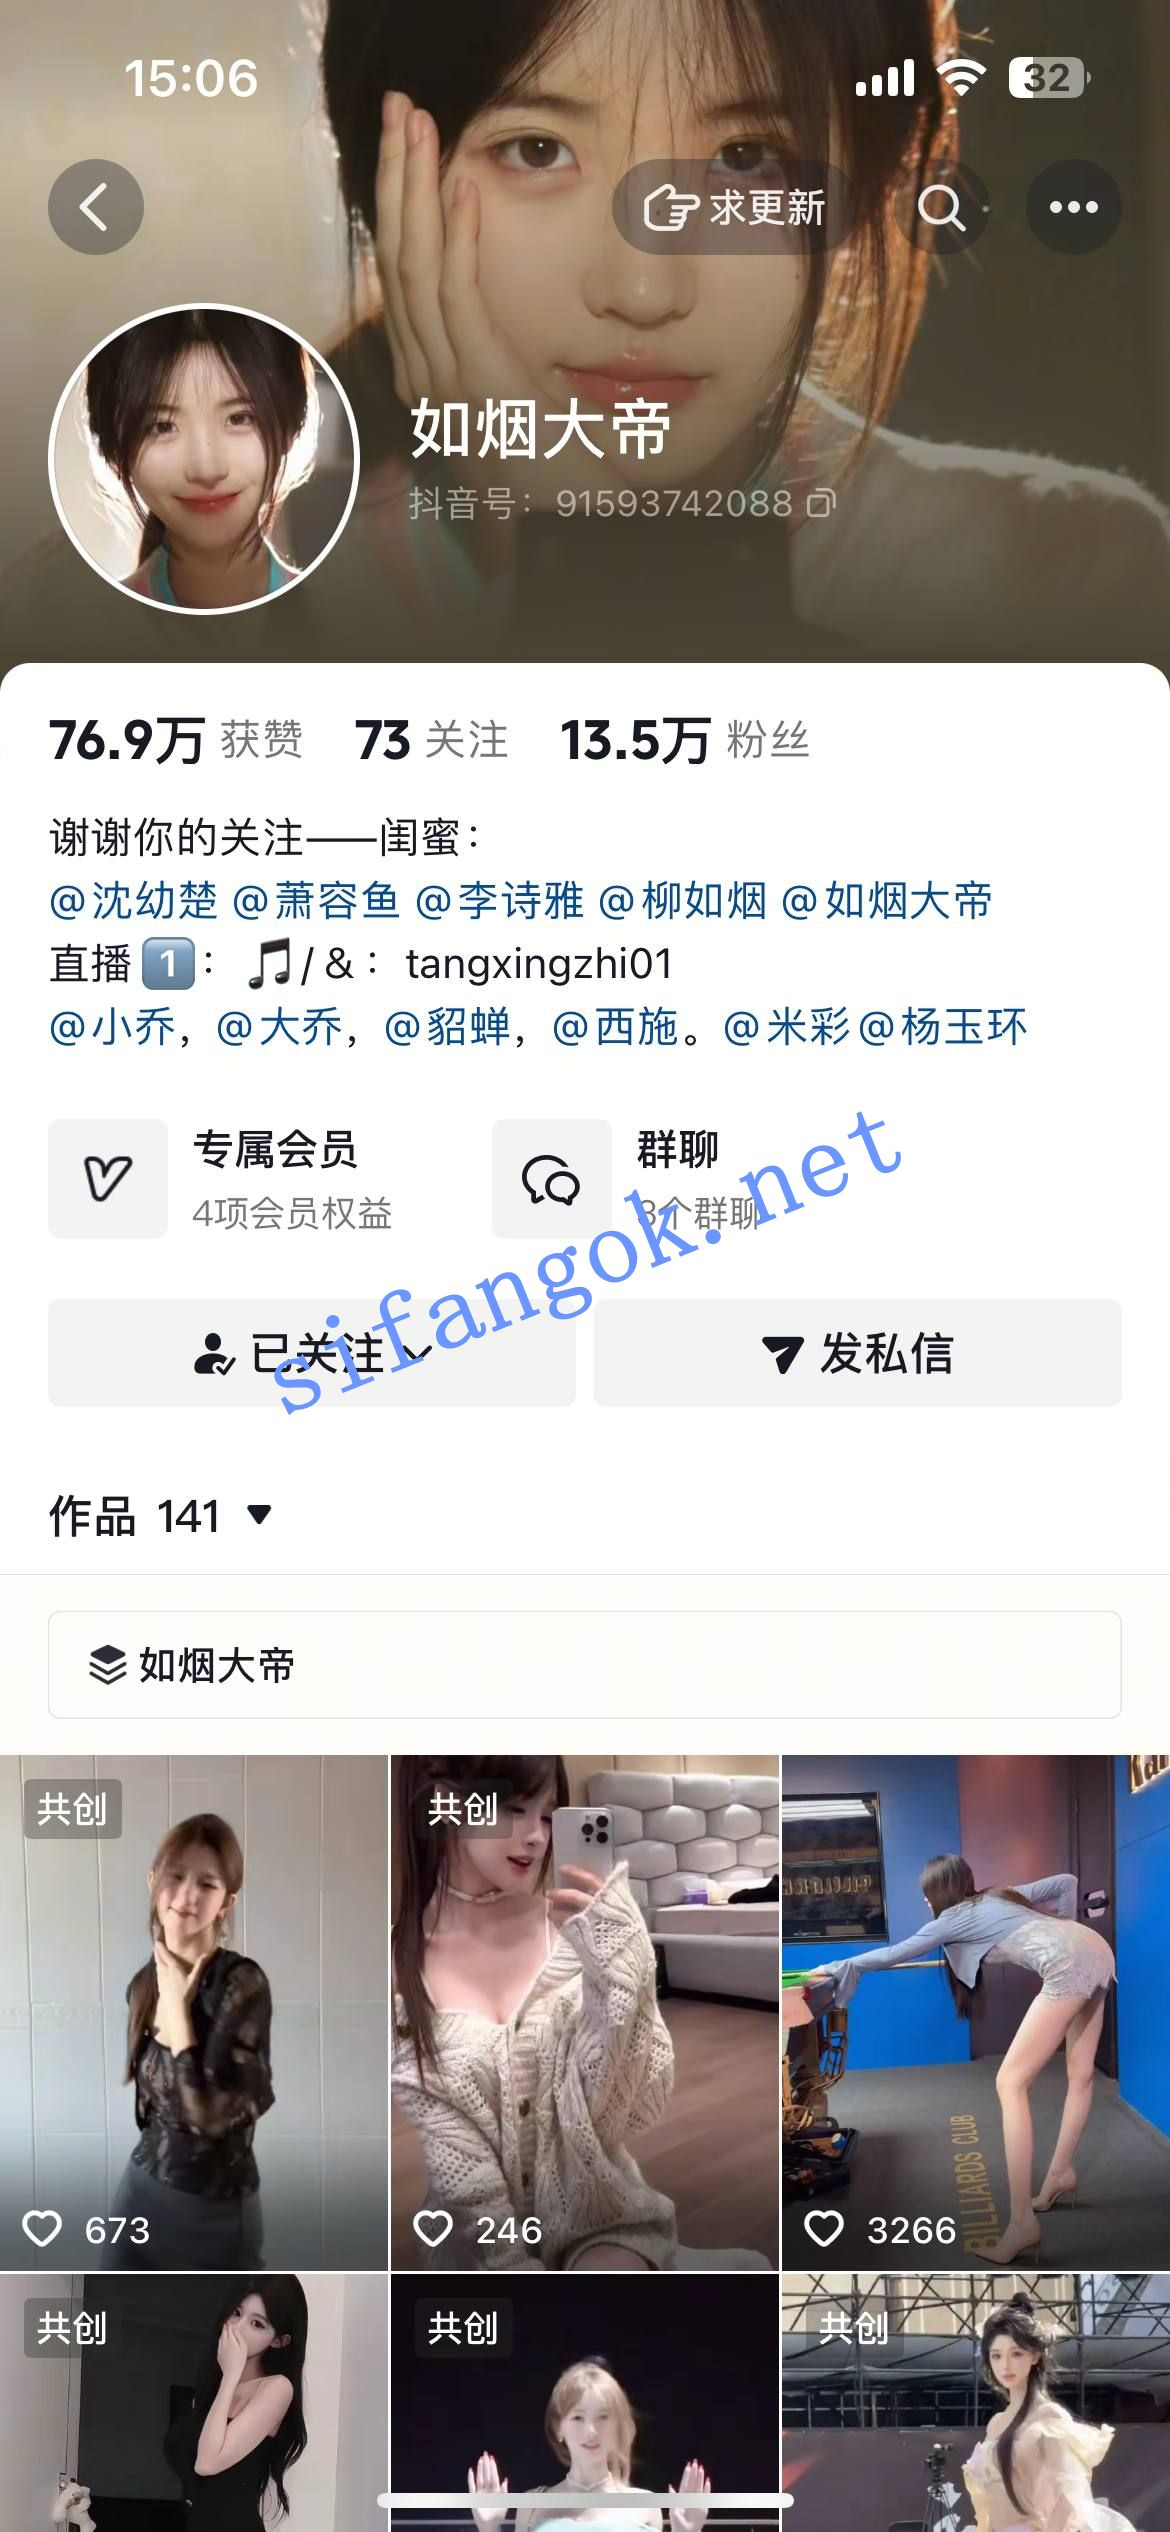 15:06
32
求更新
如烟大帝
抖音号：91593742088
76.9万 获赞 73 关注 13.5万 粉丝
谢谢你的关注——闺蜜：
@沈幼楚 @萧容鱼 @李诗雅 @柳如烟 @如烟大帝
直播1️⃣：🎵/ &：tangxingzhi01
@小乔，@大乔，@貂蝉，@西施。@米彩@杨玉环
专属会员
群聊
4项会员权益
8个群聊
sifangok.net
已关注
发私信
作品 141
如烟大帝
共创
共创
BILLIARDS CLUB
673
246
3266
共创
共创
共创